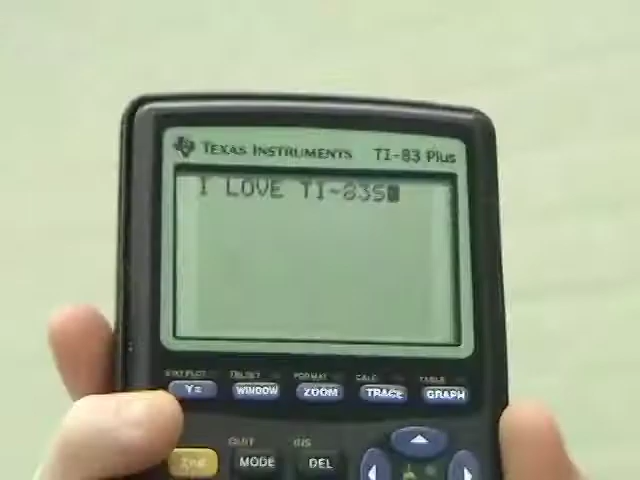 TEXAS INSTRUMENTS TI-83 Plus
I LOVE TI-83S
STAT PLOT TBLSET FORMAT CALC TABLE
Y= WINDOW ZOOM TRACE GRAPH
QUIT INS
2nd MODE DEL
A